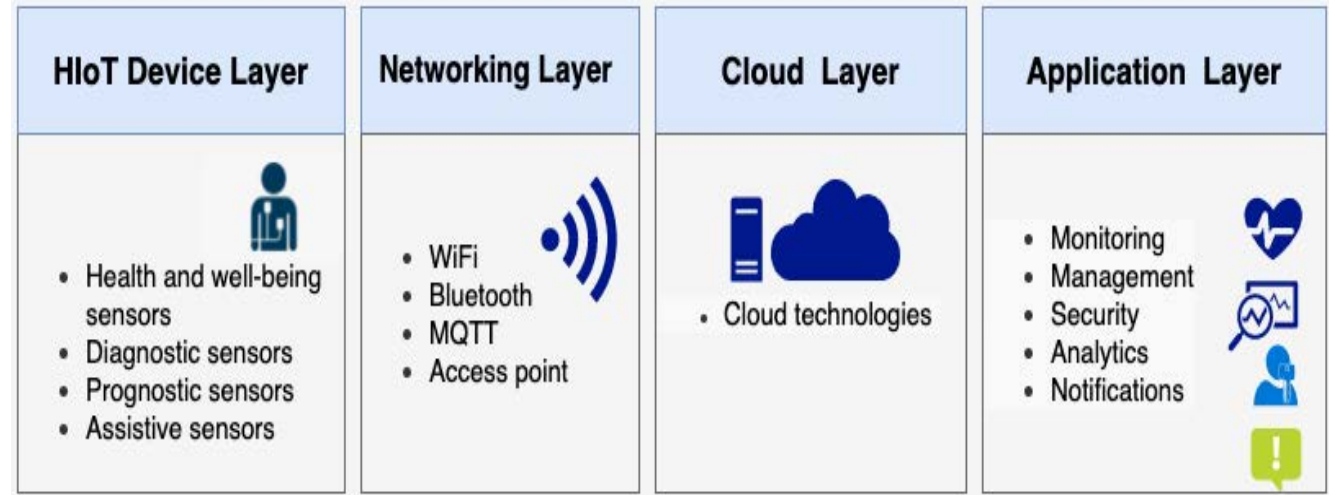 HIoT Device Layer
• Health and well-being
sensors
• Diagnostic sensors
• Prognostic sensors
• Assistive sensors
Networking Layer
• WiFi
• Bluetooth
• MQTT
• Access point
Cloud Layer
• Cloud technologies
Application Layer
• Monitoring
• Management
• Security
• Analytics
• Notifications
!